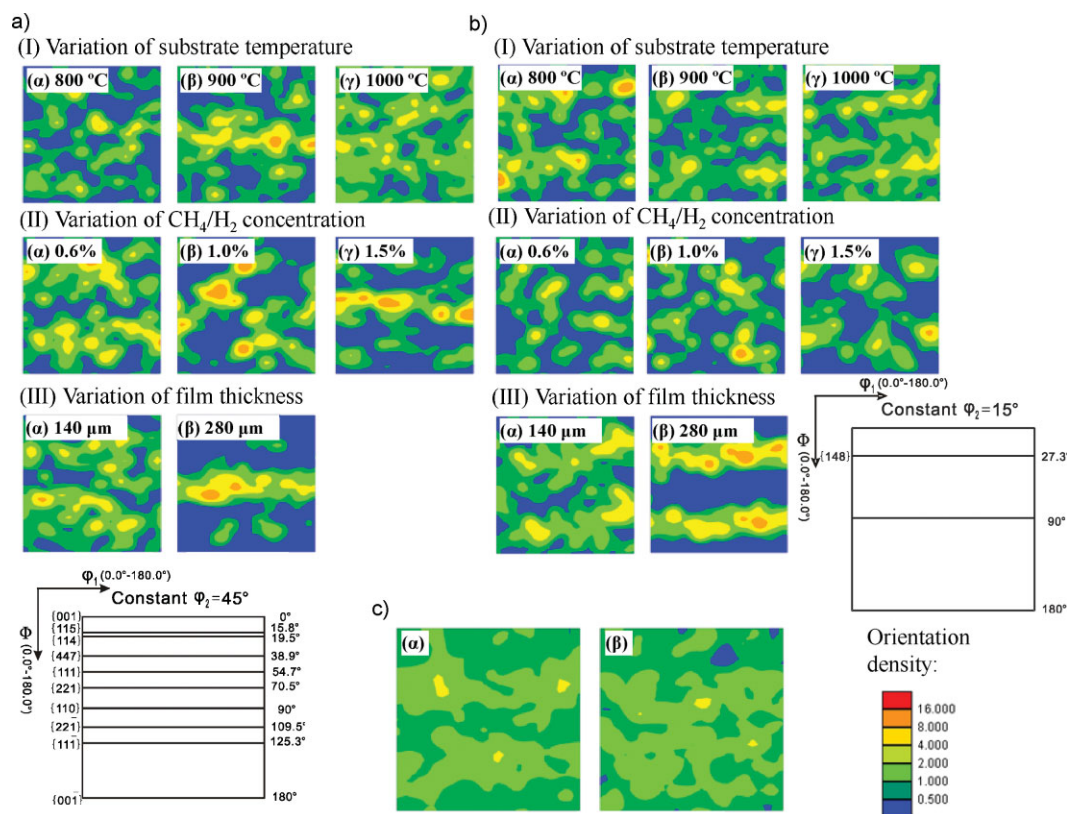 a)
(I) Variation of substrate temperature
(α) 800 ºC
(β) 900 ºC
(γ) 1000 ºC
(II) Variation of CH₄/H₂ concentration
(α) 0.6%
(β) 1.0%
(γ) 1.5%
(III) Variation of film thickness
(α) 140 μm
(β) 280 μm
φ₁(0.0°-180.0°)
Constant φ₂=45°
Φ (0.0°-180.0°)
{001} 0°
{115} 15.8°
{114 19.5°
{447} 38.9°
{111} 54.7°
{221} 70.5°
{110} 90°
{221̄} 109.5°
{111̄} 125.3°
{001̄} 180°
b)
(I) Variation of substrate temperature
(α) 800 ºC
(β) 900 ºC
(γ) 1000 ºC
(II) Variation of CH₄/H₂ concentration
(α) 0.6%
(β) 1.0%
(γ) 1.5%
(III) Variation of film thickness
(α) 140 μm
(β) 280 μm
φ₁(0.0°-180.0°)
Constant φ₂=15°
Φ (0.0°-180.0°)
{148} 27.3°
90°
180°
c)
(α)
(β)
Orientation
density:
16.000
8.000
4.000
2.000
1.000
0.500